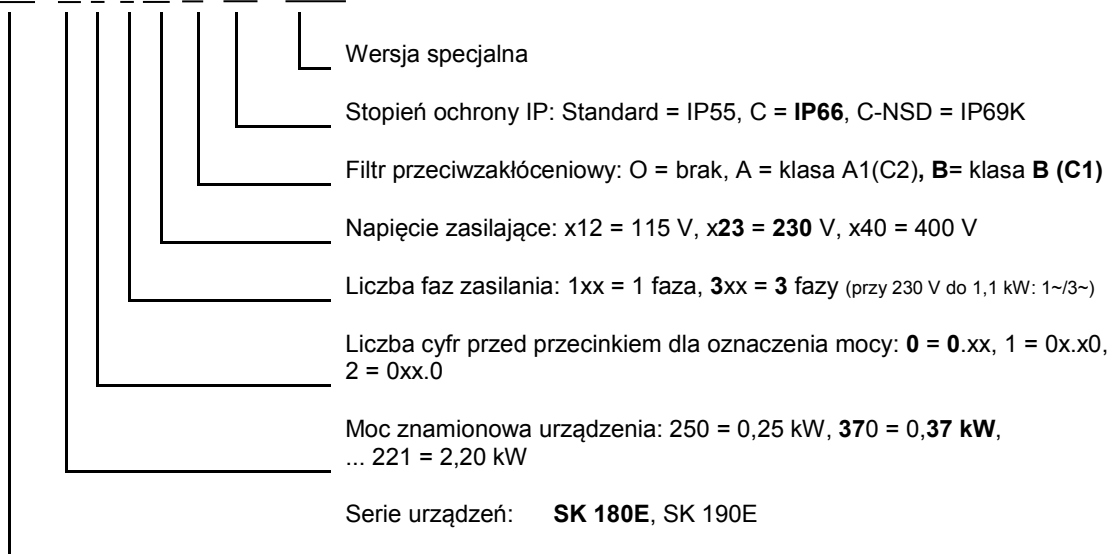 Wersja specjalna
Stopień ochrony IP: Standard = IP55, C = IP66, C-NSD = IP69K
Filtr przeciwzakłóceniowy: O = brak, A = klasa A1(C2), B= klasa B (C1)
Napięcie zasilające: x12 = 115 V, x23 = 230 V, x40 = 400 V
Liczba faz zasilania: 1xx = 1 faza, 3xx = 3 fazy (przy 230 V do 1,1 kW: 1~/3~)
Liczba cyfr przed przecinkiem dla oznaczenia mocy: 0 = 0.xx, 1 = 0x.x0,
2 = 0xx.0
Moc znamionowa urządzenia: 250 = 0,25 kW, 370 = 0,37 kW,
... 221 = 2,20 kW
Serie urządzeń: SK 180E, SK 190E